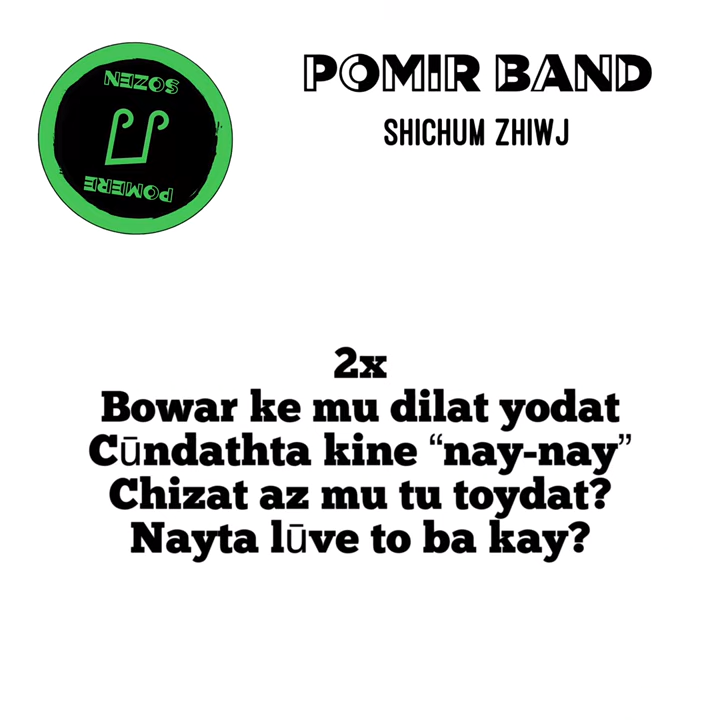 NEZOS
POMERE
POMIR BAND
SHICHUM ZHIWJ
2x
Bowar ke mu dilat yodat
Cūndathta kine “nay-nay”
Chizat az mu tu toydat?
Nayta lūve to ba kay?